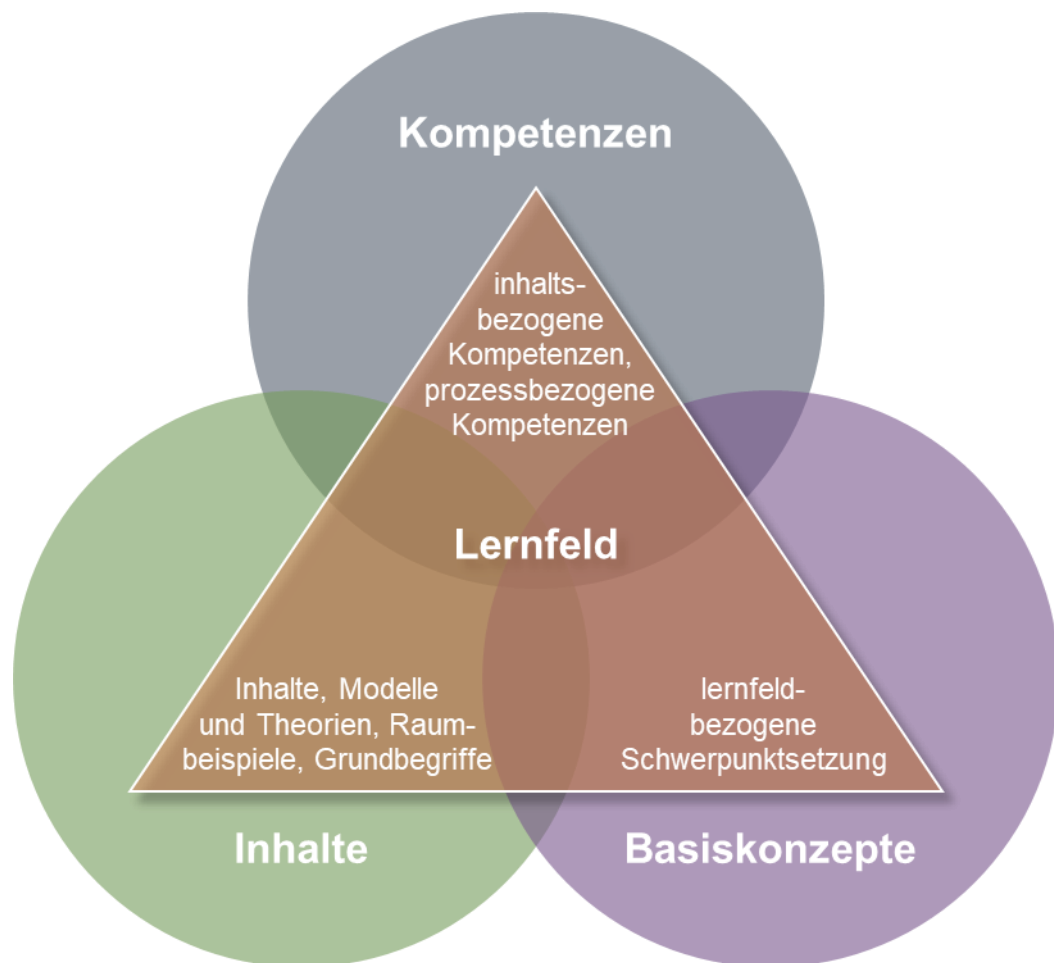 Kompetenzen
inhalts-
bezogene
Kompetenzen,
prozessbezogene
Kompetenzen
Lernfeld
Inhalte, Modelle
und Theorien, Raum-
beispiele, Grundbegriffe
lernfeld-
bezogene
Schwerpunktsetzung
Inhalte
Basiskonzepte